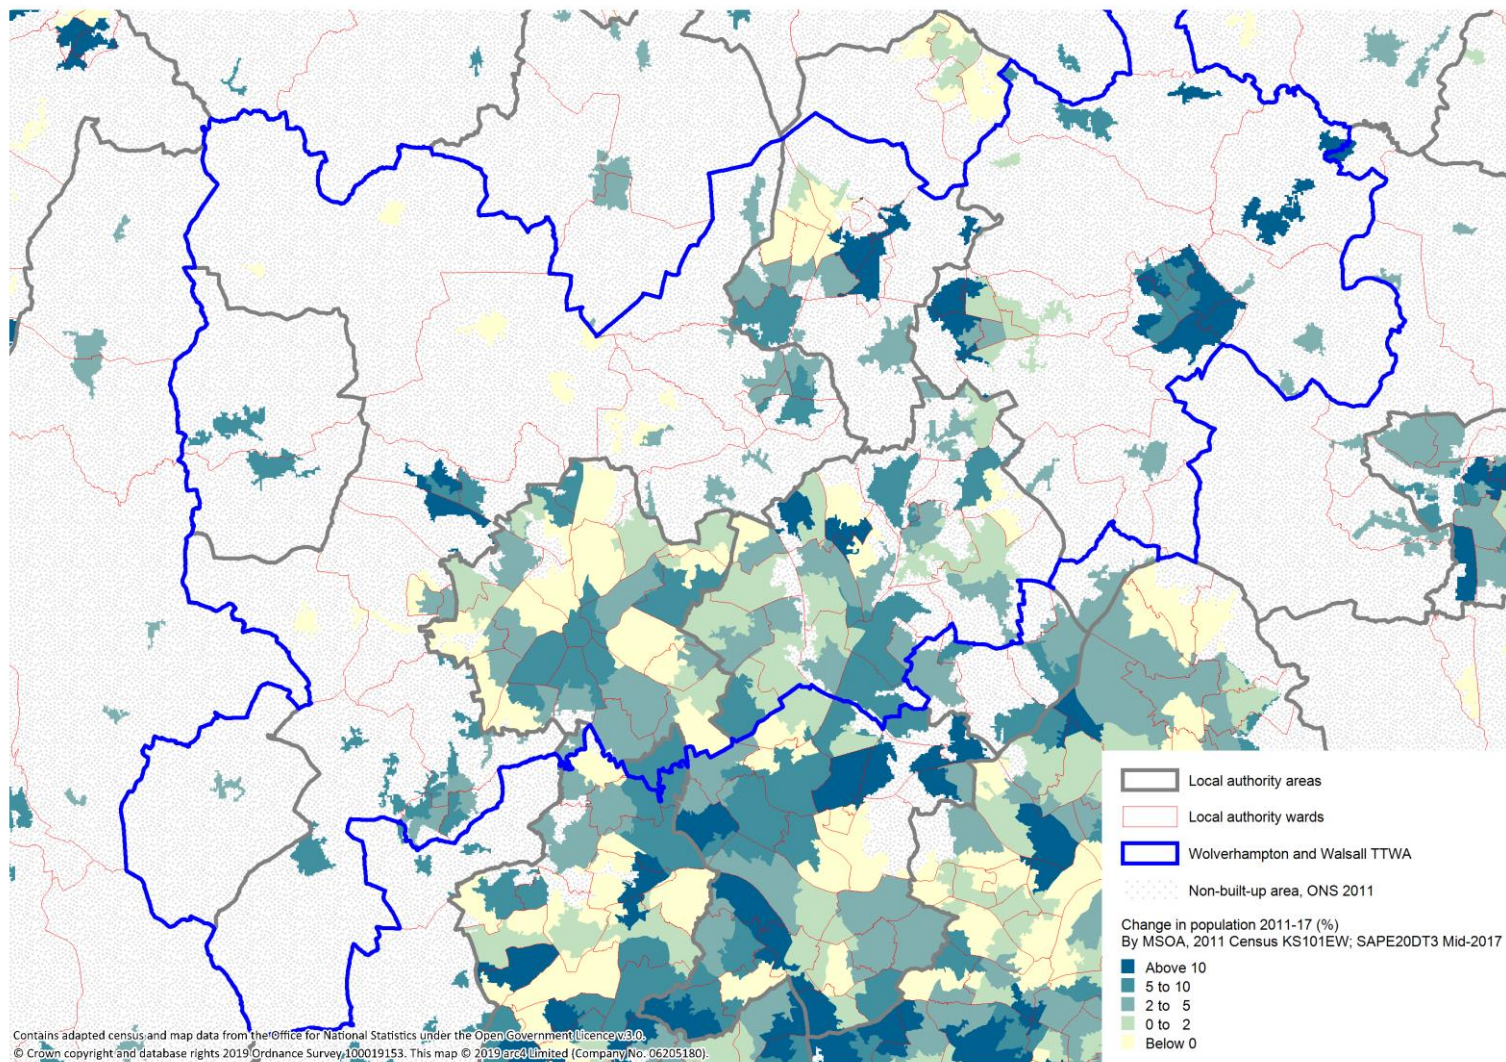 Local authority areas
Local authority wards
Wolverhampton and Walsall TTWA
Non-built-up area, ONS 2011
Change in population 2011-17 (%)
By MSOA, 2011 Census KS101EW; SAPE20DT3 Mid-2017
Above 10
5 to 10
2 to 5
0 to 2
Below 0
Contains adapted census and map data from the Office for National Statistics under the Open Government Licence v.3.0.
© Crown copyright and database rights 2019 Ordnance Survey 100019153. This map © 2019 arc4 Limited (Company No. 06205180).